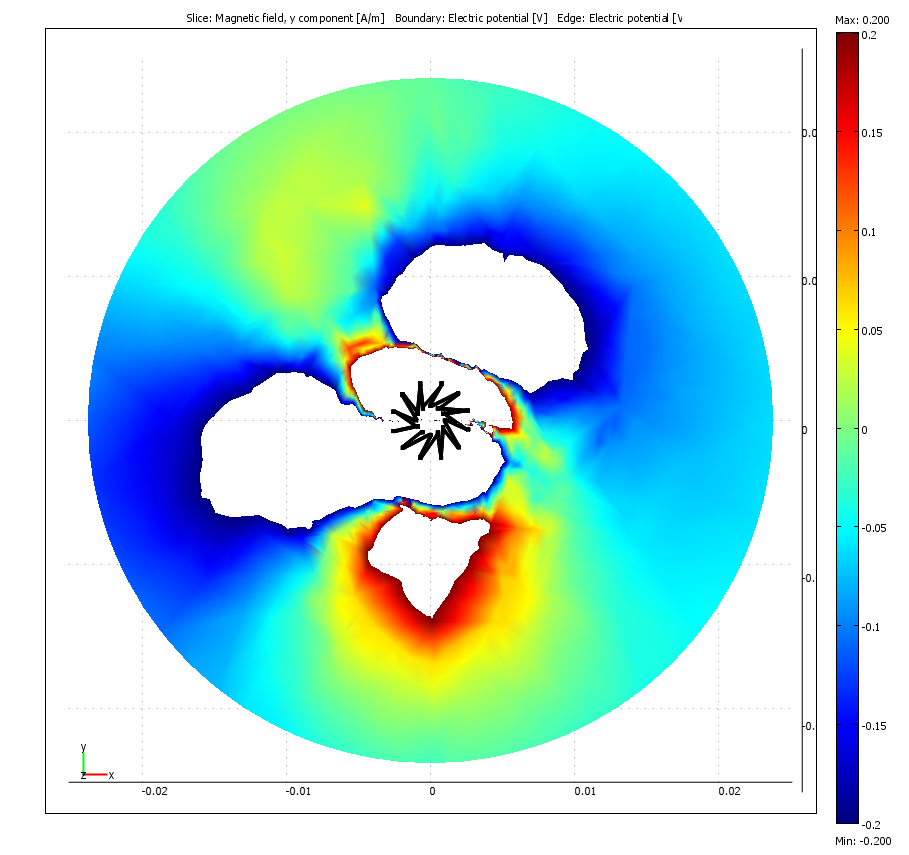 Slice: Magnetic field, y component [A/m] Boundary: Electric potential [V] Edge: Electric potential [V
Max: 0.200
0.2
0.15
0.1
0.05
0
-0.05
-0.1
-0.15
-0.2
Min: -0.200
0.0
0.0
0
-0.
-0.
y
z x
-0.02 -0.01 0 0.01 0.02